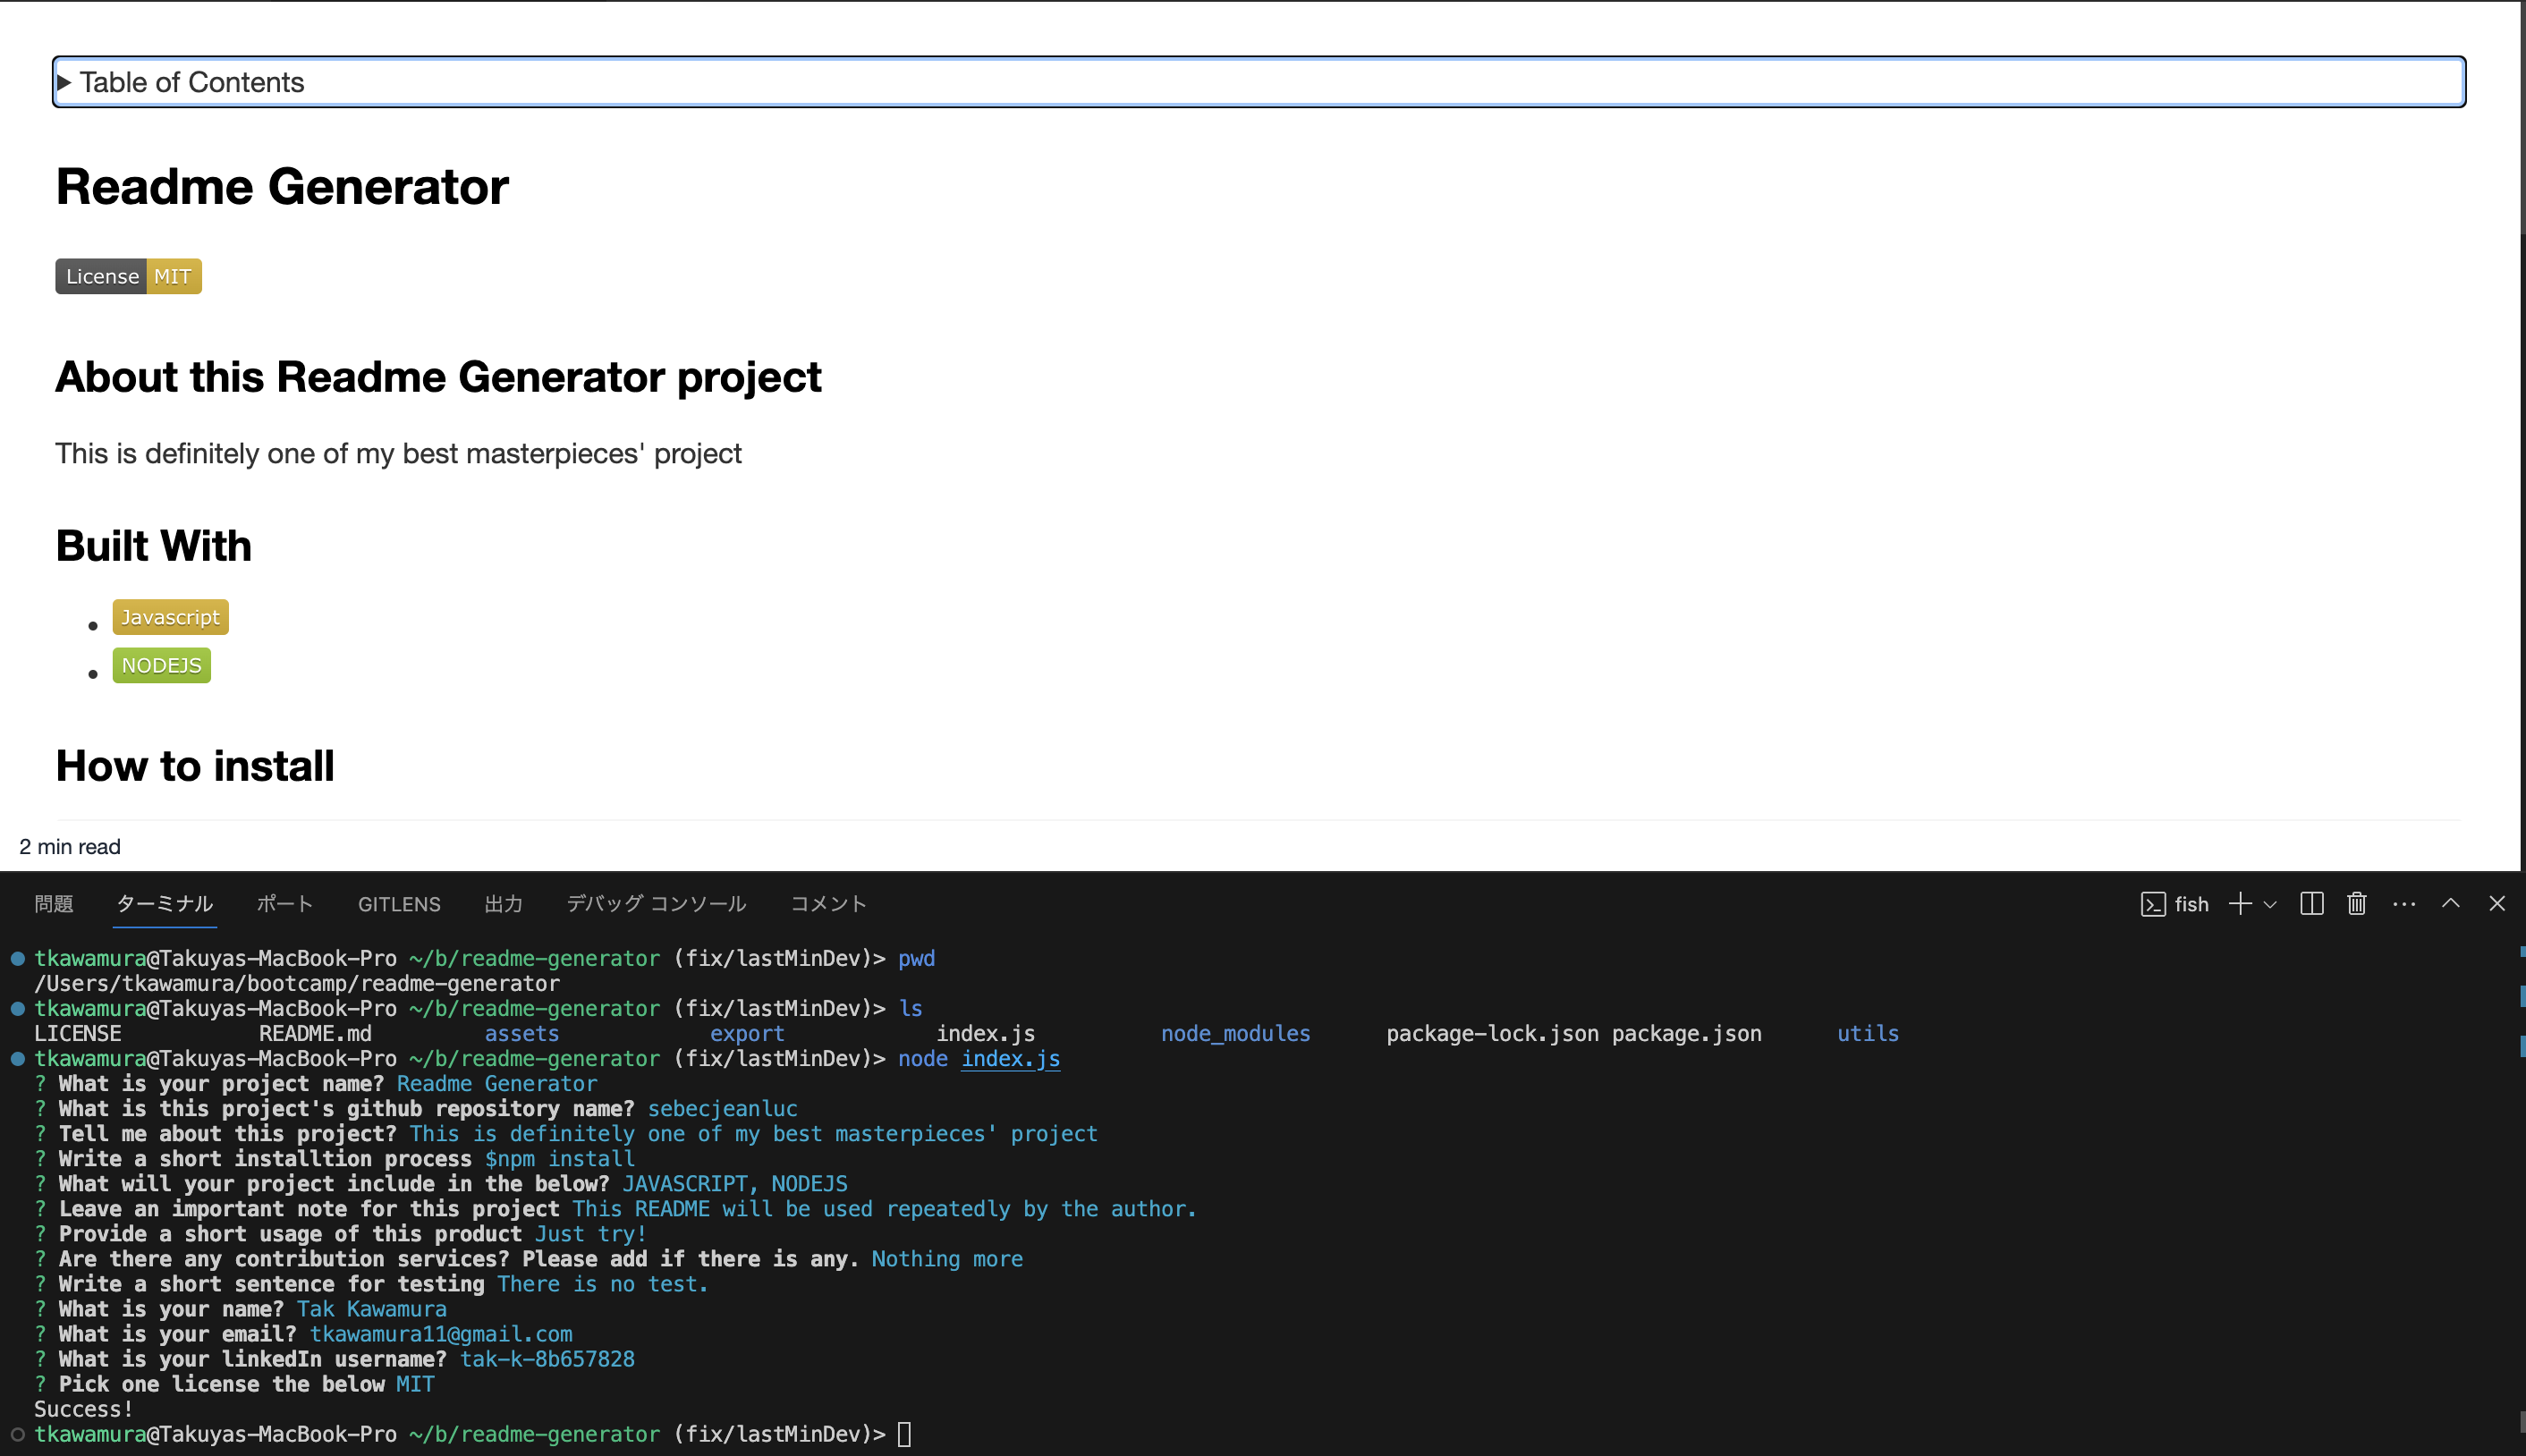 Table of Contents
Readme Generator
License MIT
About this Readme Generator project
This is definitely one of my best masterpieces' project
Built With
Javascript
NODEJS
How to install
2 min read
問題 ターミナル ポート GITLENS 出力 デバッグ コンソール コメント fish
tkawamura@Takuyas-MacBook-Pro ~/b/readme-generator (fix/lastMinDev)> pwd
/Users/tkawamura/bootcamp/readme-generator
tkawamura@Takuyas-MacBook-Pro ~/b/readme-generator (fix/lastMinDev)> ls
LICENSE README.md assets export index.js node_modules package-lock.json package.json utils
tkawamura@Takuyas-MacBook-Pro ~/b/readme-generator (fix/lastMinDev)> node index.js
? What is your project name? Readme Generator
? What is this project's github repository name? sebecjeanluc
? Tell me about this project? This is definitely one of my best masterpieces' project
? Write a short installtion process $npm install
? What will your project include in the below? JAVASCRIPT, NODEJS
? Leave an important note for this project This README will be used repeatedly by the author.
? Provide a short usage of this product Just try!
? Are there any contribution services? Please add if there is any. Nothing more
? Write a short sentence for testing There is no test.
? What is your name? Tak Kawamura
? What is your email? tkawamura11@gmail.com
? What is your linkedIn username? tak-k-8b657828
? Pick one license the below MIT
Success!
tkawamura@Takuyas-MacBook-Pro ~/b/readme-generator (fix/lastMinDev)>